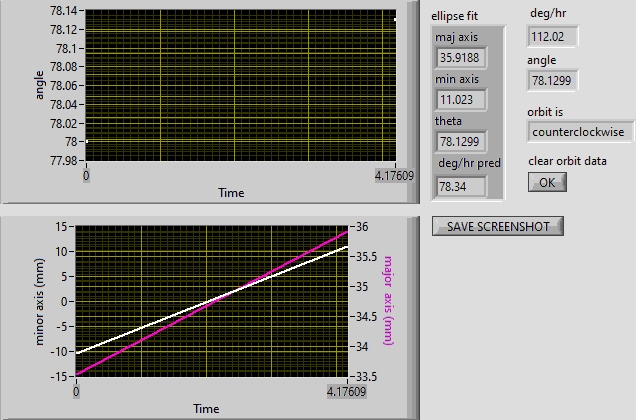 78.14
78.12
78.1
78.08
78.06
78.04
78.02
78
77.98
angle
0
4.17609
Time
ellipse fit
maj axis
35.9188
min axis
11.023
theta
78.1299
deg/hr pred
78.34
deg/hr
112.02
angle
78.1299
orbit is
counterclockwise
clear orbit data
OK
SAVE SCREENSHOT
15
10
5
0
-5
-10
-15
minor axis (mm)
36
35.5
35
34.5
34
33.5
major axis (mm)
0
4.17609
Time